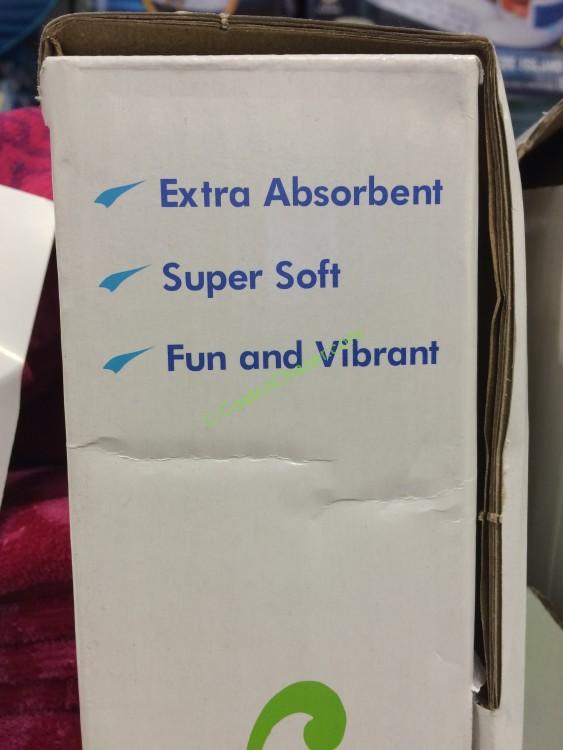 Extra Absorbent
Super Soft
Fun and Vibrant